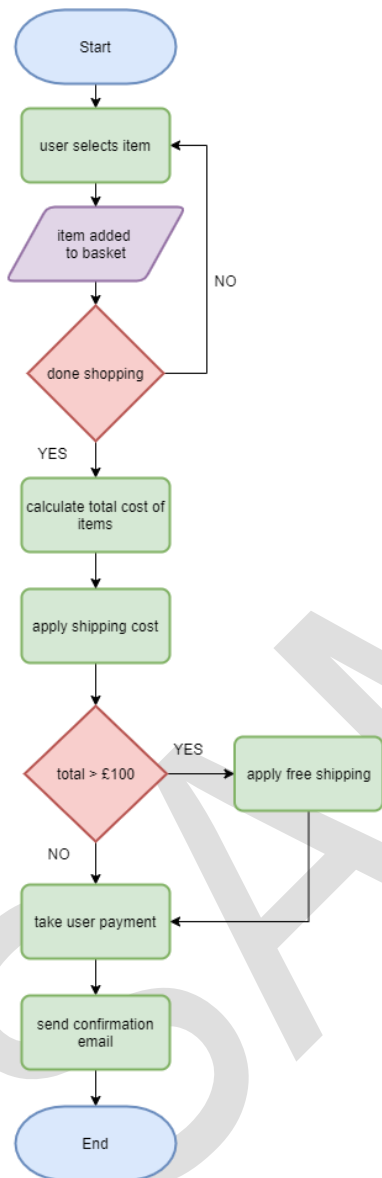 Start
user selects item
item added
to basket
NO
done shopping
YES
calculate total cost of
items
apply shipping cost
total > £100
YES
apply free shipping
NO
take user payment
send confirmation
email
End